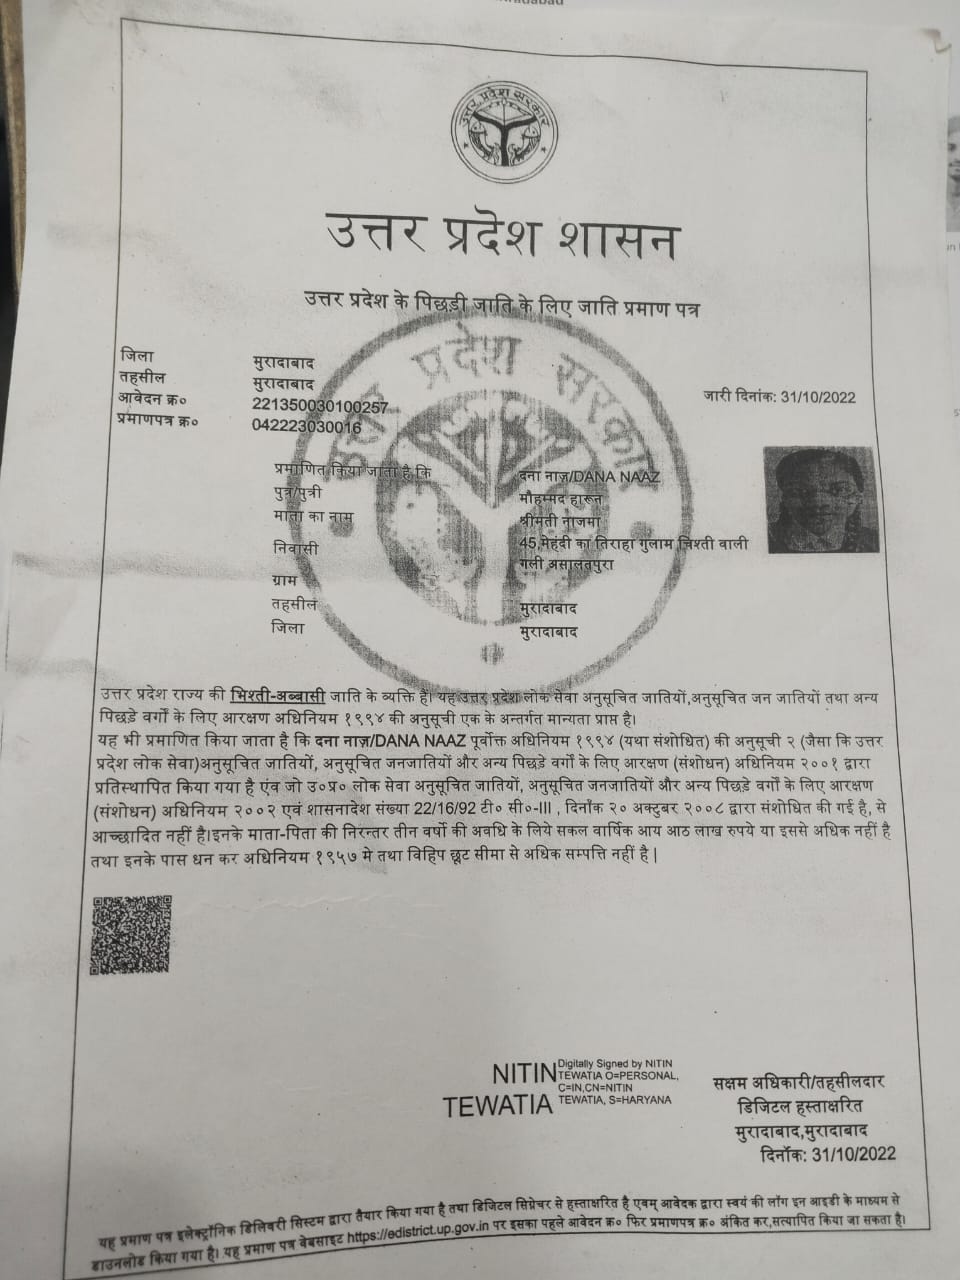 उत्तर प्रदेश सरकार
उत्तर प्रदेश शासन
उत्तर प्रदेश के पिछड़ी जाति के लिए जाति प्रमाण पत्र
उत्तर प्रदेश सरकार
जिला मुरादाबाद
तहसील मुरादाबाद
आवेदन क्र० 221350030100257
जारी दिनांक: 31/10/2022
प्रमाणपत्र क्र० 042223030016
प्रमाणित किया जाता है कि दना नाज़/DANA NAAZ
पुत्र/पुत्री मौहम्मद हारून
माता का नाम श्रीमती नाजमा
निवासी 45,मेहंदी का तिराहा गुलाम चिश्ती वाली
गली असालतपुरा
ग्राम
तहसील मुरादाबाद
जिला मुरादाबाद
उत्तर प्रदेश राज्य की भिश्ती-अब्बासी जाति के व्यक्ति हैं। यह उत्तर प्रदेश लोक सेवा अनुसूचित जातियों,अनुसूचित जन जातियों तथा अन्य
पिछड़े वर्गों के लिए आरक्षण अधिनियम १९९४ की अनुसूची एक के अन्तर्गत मान्यता प्राप्त है।
यह भी प्रमाणित किया जाता है कि दना नाज़/DANA NAAZ पूर्वोक्त अधिनियम १९९४ (यथा संशोधित) की अनुसूची २ (जैसा कि उत्तर
प्रदेश लोक सेवा)अनुसूचित जातियों, अनुसूचित जनजातियों और अन्य पिछड़े वर्गों के लिए आरक्षण (संशोधन) अधिनियम २००१ द्वारा
प्रतिस्थापित किया गया है एंव जो उ०प्र० लोक सेवा अनुसूचित जातियों, अनुसूचित जनजातियों और अन्य पिछड़े वर्गों के लिए आरक्षण
(संशोधन) अधिनियम २००२ एवं शासनादेश संख्या 22/16/92 टी० सी०-III , दिनाँक २० अक्टूबर २००८ द्वारा संशोधित की गई है, से
आच्छादित नहीं है।इनके माता-पिता की निरन्तर तीन वर्षो की अवधि के लिये सकल वार्षिक आय आठ लाख रुपये या इससे अधिक नहीं है
तथा इनके पास धन कर अधिनियम १९५७ मे तथा विहिप छूट सीमा से अधिक सम्पत्ति नहीं है |
NITIN
TEWATIA
Digitally Signed by NITIN
TEWATIA O=PERSONAL,
C=IN,CN=NITIN
TEWATIA, S=HARYANA
सक्षम अधिकारी/तहसीलदार
डिजिटल हस्ताक्षरित
मुरादाबाद,मुरादाबाद
दिनाँक: 31/10/2022
यह प्रमाण पत्र इलेक्ट्रॉनिक डिलिवरी सिस्टम द्वारा तैयार किया गया है तथा डिजिटल सिग्नेचर से हस्ताक्षरित है एवम् आवेदक द्वारा स्वयं की लॉग इन आइडी के माध्यम से
डाउनलोड किया गया है। यह प्रमाण पत्र वेबसाइट https://edistrict.up.gov.in पर इसका पहले आवेदन क्र० फिर प्रमाणपत्र क्र० अंकित कर,सत्यापित किया जा सकता है।